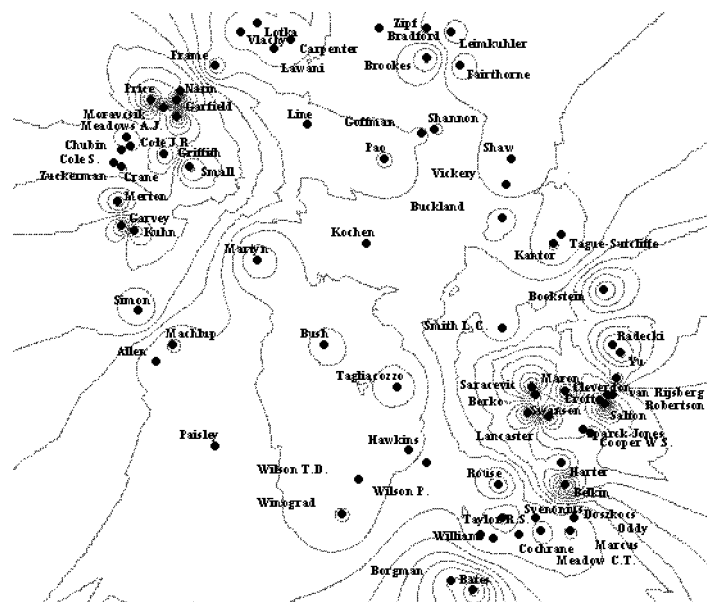 Zipf
Lotka
Bradford
Vlachy
Leimkuhler
Carpenter
Frame
Brookes
Lawani
Fairthorne
Price
Narin
Garfield
Moravcsik
Line
Goffman
Shannon
Meadows A.J.
Chubin
Cole J.R.
Griffith
Pao
Shaw
Cole S.
Small
Zuckerman
Crane
Vickery
Merton
Buckland
Garvey
Kuhn
Kochen
Tague-Sutcliffe
Martyn
Kantor
Bookstein
Simon
Smith L.C.
Machlup
Bush
Radecki
Allen
Yu
Tagliacozzo
Saracevic
Maron
Cleverdon
van Rijsberg
Berko
Croft
Robertson
Swanson
Salton
Paisley
Lancaster
Sparck-Jones
Hawkins
Cooper W.S.
Wilson T.D.
Rouse
Harter
Wilson P.
Belkin
Winograd
Svenonius
Doszkocs
Taylor R.S.
Oddy
William
Cochrane
Marcus
Meadow C.T.
Borgman
Bates